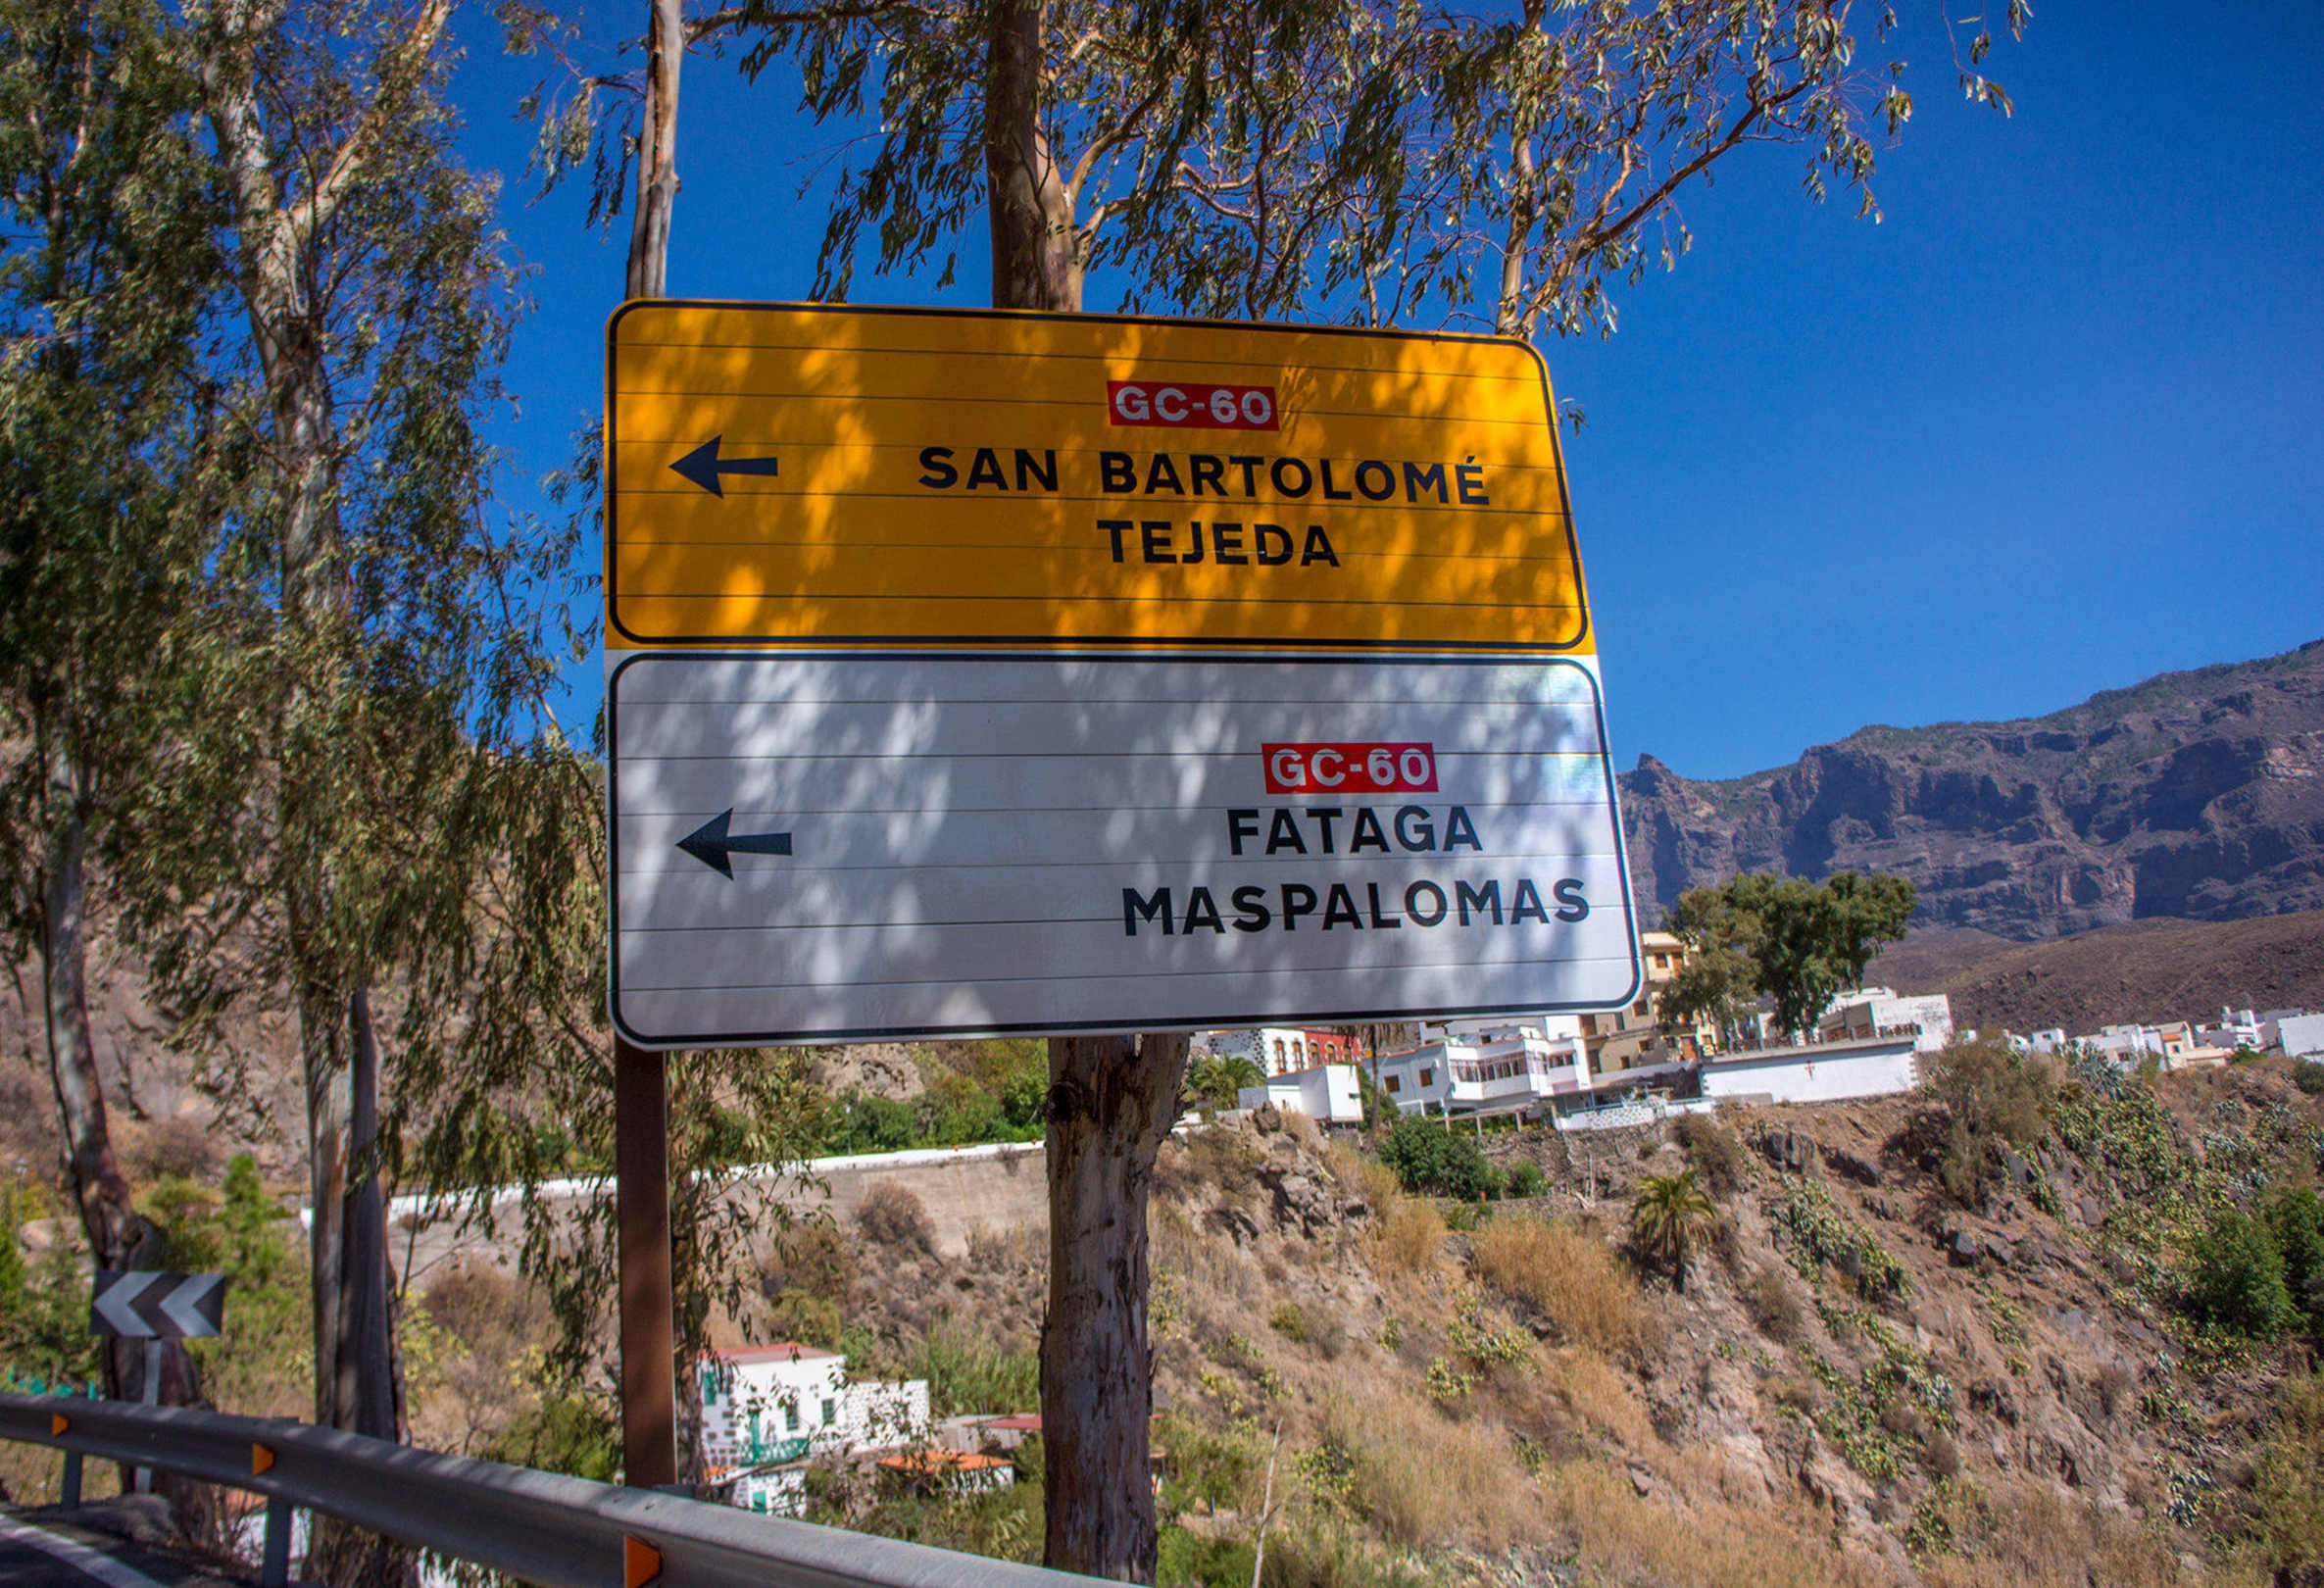 GC-60
SAN BARTOLOMÉ
TEJEDA
GC-60
FATAGA
MASPALOMAS